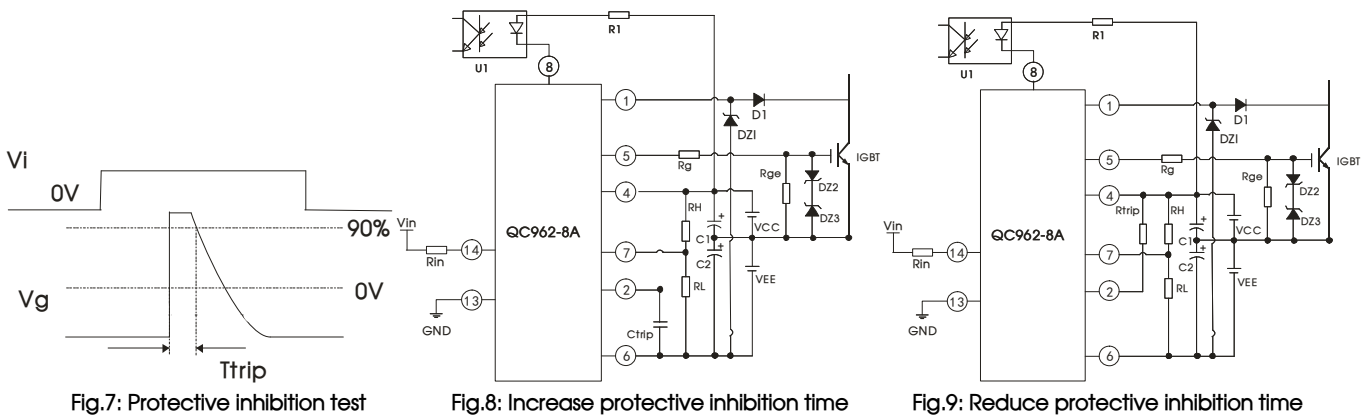 Vi
0V
90%
0V
Vg
Ttrip
Fig.7: Protective inhibition test
U1
R1
8
1
D1
DZ1
5
Rg
Rge
IGBT
DZ2
DZ3
4
RH
C1
VCC
QC962-8A
Vin
Rin
14
7
C2
2
RL
VEE
13
GND
Ctrip
6
Fig.8: Increase protective inhibition time
U1
R1
8
1
D1
DZ1
5
Rg
Rge
IGBT
DZ2
DZ3
4
Rtrip
RH
C1
VCC
QC962-8A
Vin
Rin
14
7
C2
2
RL
VEE
13
GND
6
Fig.9: Reduce protective inhibition time